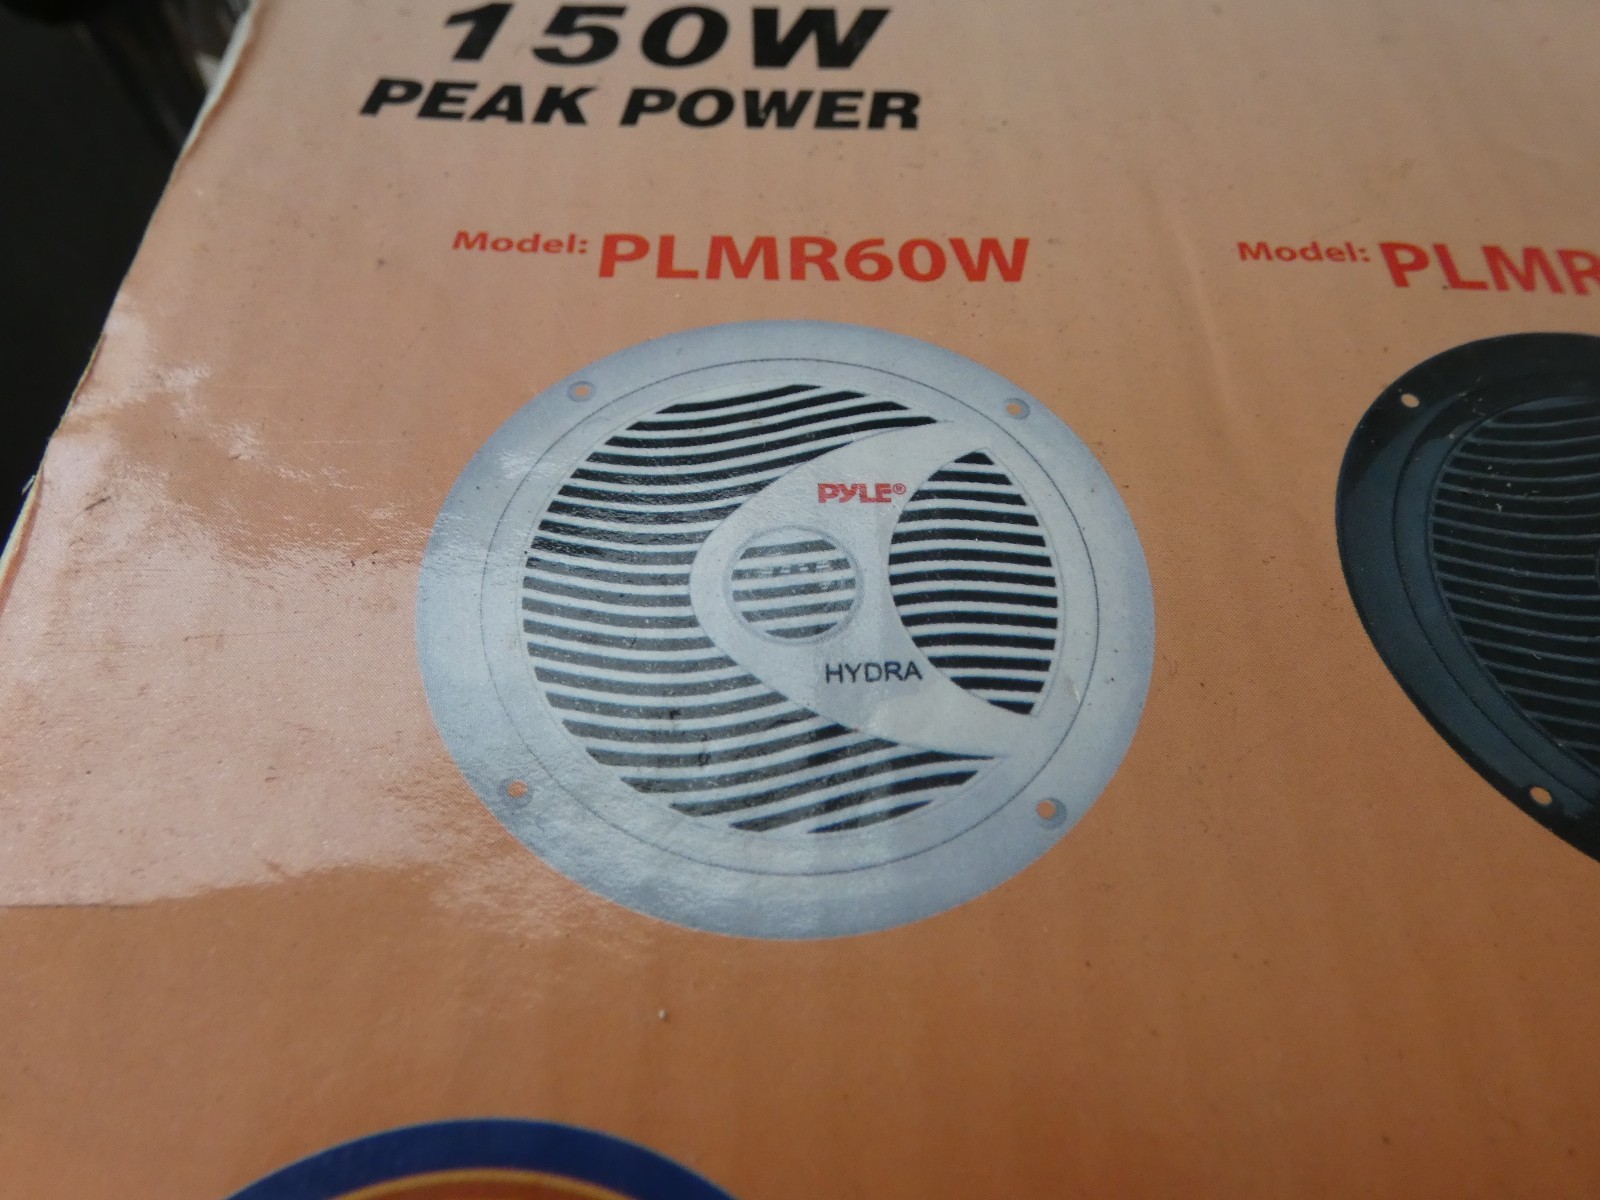 150W
PEAK POWER
Model: PLMR60W
Model: PLMR
PYLE®
HYDRA